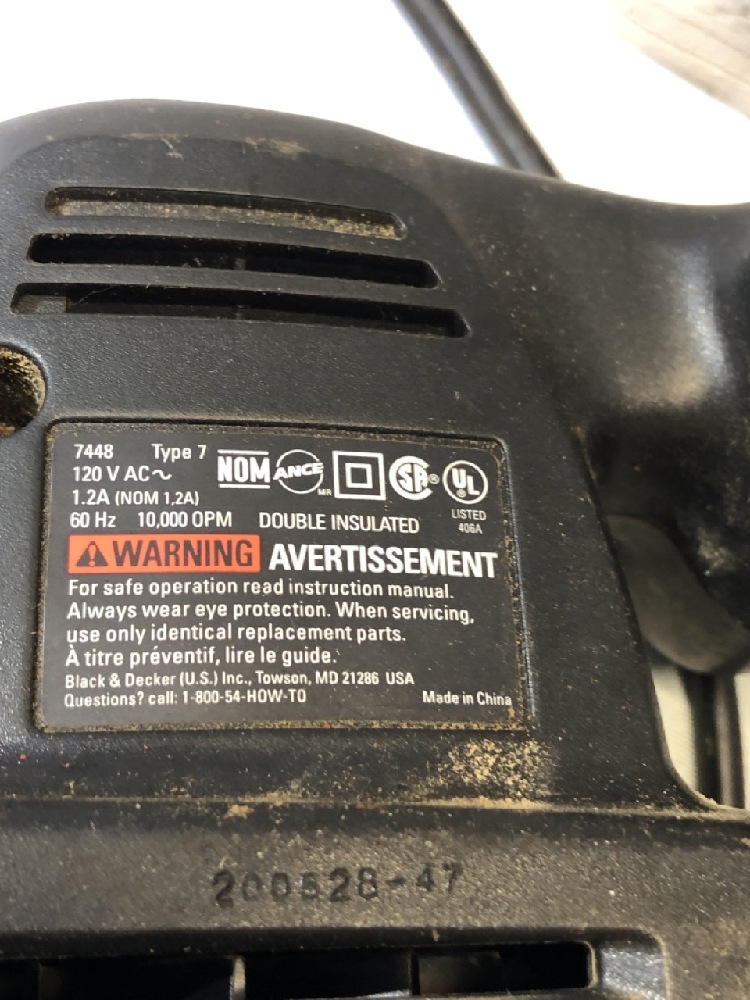 7448 Type 7
120 V AC~ NOM ANCE MR SA® UL
1.2A (NOM 1,2A)
60 Hz 10,000 OPM DOUBLE INSULATED LISTED 406A
WARNING AVERTISSEMENT
For safe operation read instruction manual.
Always wear eye protection. When servicing,
use only identical replacement parts.
À titre préventif, lire le guide.
Black & Decker (U.S.) Inc., Towson, MD 21286 USA
Questions? call: 1-800-54-HOW-TO Made in China
200528-47